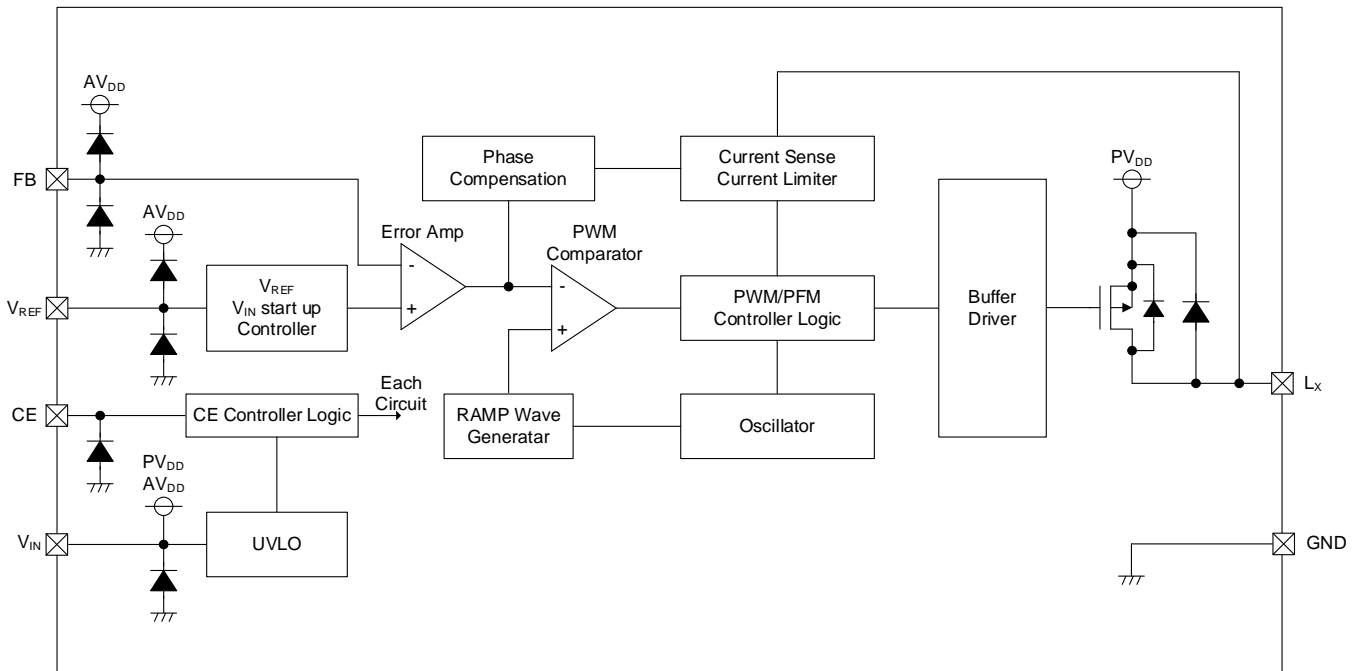 AVDD
FB
AVDD
VREF
VREF
VIN start up
Controller
Error Amp
-
+
Phase
Compensation
PWM
Comparator
-
+
Current Sense
Current Limiter
PWM/PFM
Controller Logic
Buffer
Driver
PVDD
LX
CE
CE Controller Logic
Each
Circuit
RAMP Wave
Generatar
Oscillator
PVDD
AVDD
VIN
UVLO
GND